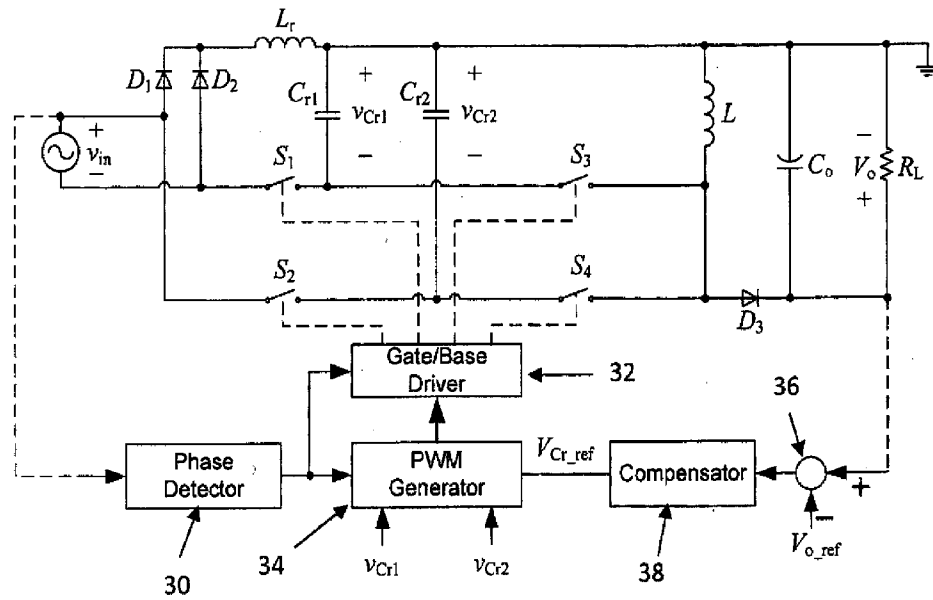 Lr
D1 D2 Cr1 + vCr1 − Cr2 + vCr2 − L
+ vin − S1 S3 Co − Vo + RL
S2 S4 D3
Gate/Base Driver 32 36
Phase Detector PWM Generator VCr_ref Compensator +
30 34 vCr1 vCr2 38 − Vo_ref